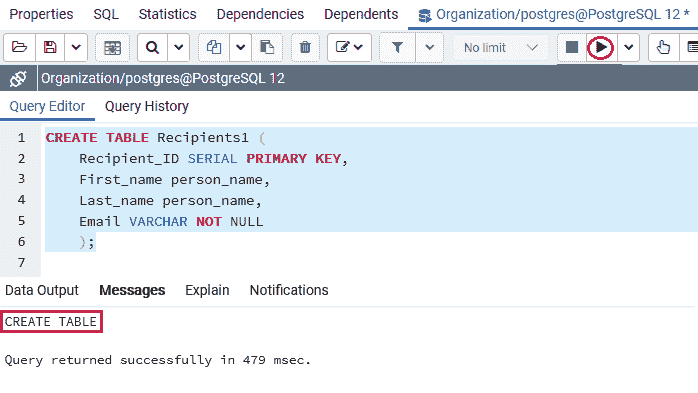 Properties SQL Statistics Dependencies Dependents Organization/postgres@PostgreSQL 12 *
No limit
Organization/postgres@PostgreSQL 12
Query Editor Query History
1 CREATE TABLE Recipients1 (
2 Recipient_ID SERIAL PRIMARY KEY,
3 First_name person_name,
4 Last_name person_name,
5 Email VARCHAR NOT NULL
6 );
7
Data Output Messages Explain Notifications
CREATE TABLE
Query returned successfully in 479 msec.